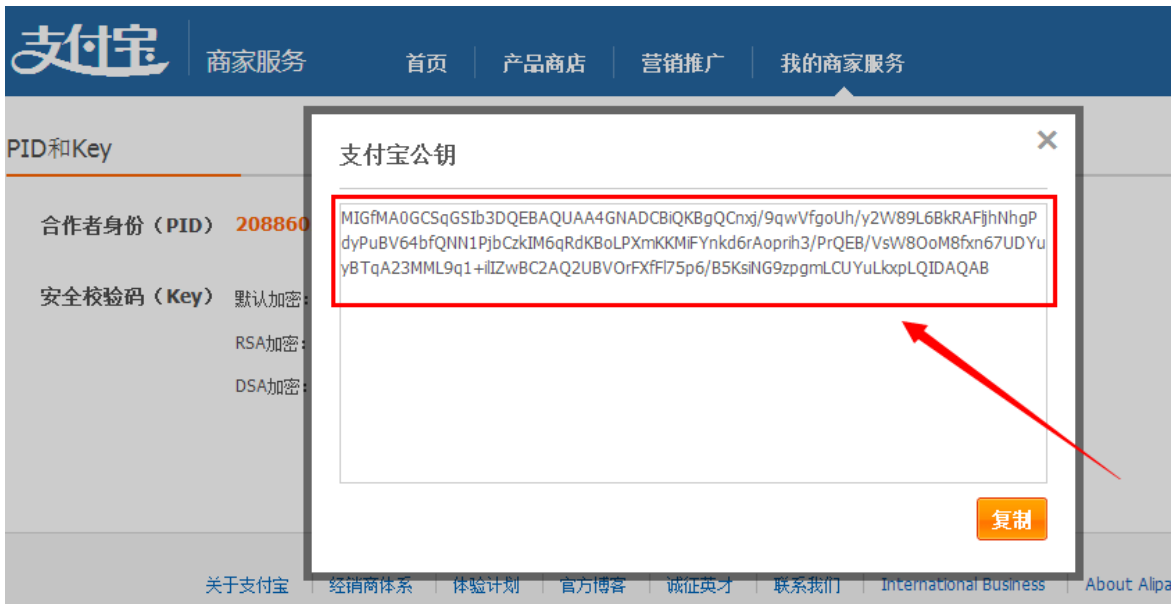 支付宝 商家服务 首页 产品商店 营销推广 我的商家服务
PID和Key
支付宝公钥
合作者身份（PID） 208860
MIGfMA0GCSqGSIb3DQEBAQUAA4GNADCBiQKBgQCnxj/9qwVfgoUh/y2W89L6BkRAFljhNhgP
dyPuBV64bfQNN1PjbCzkIM6qRdKBoLPXmKKMiFYnkd6rAoprih3/PrQEB/VsW8OoM8fxn67UDYu
yBTqA23MML9q1+ilIZwBC2AQ2UBVOrFXfFl75p6/B5KsiNG9zpgmLCUYuLkxpLQIDAQAB
安全校验码（Key） 默认加密：
RSA加密：
DSA加密：
复制
关于支付宝 经销商体系 体验计划 官方博客 诚征英才 联系我们 International Business About Alipa